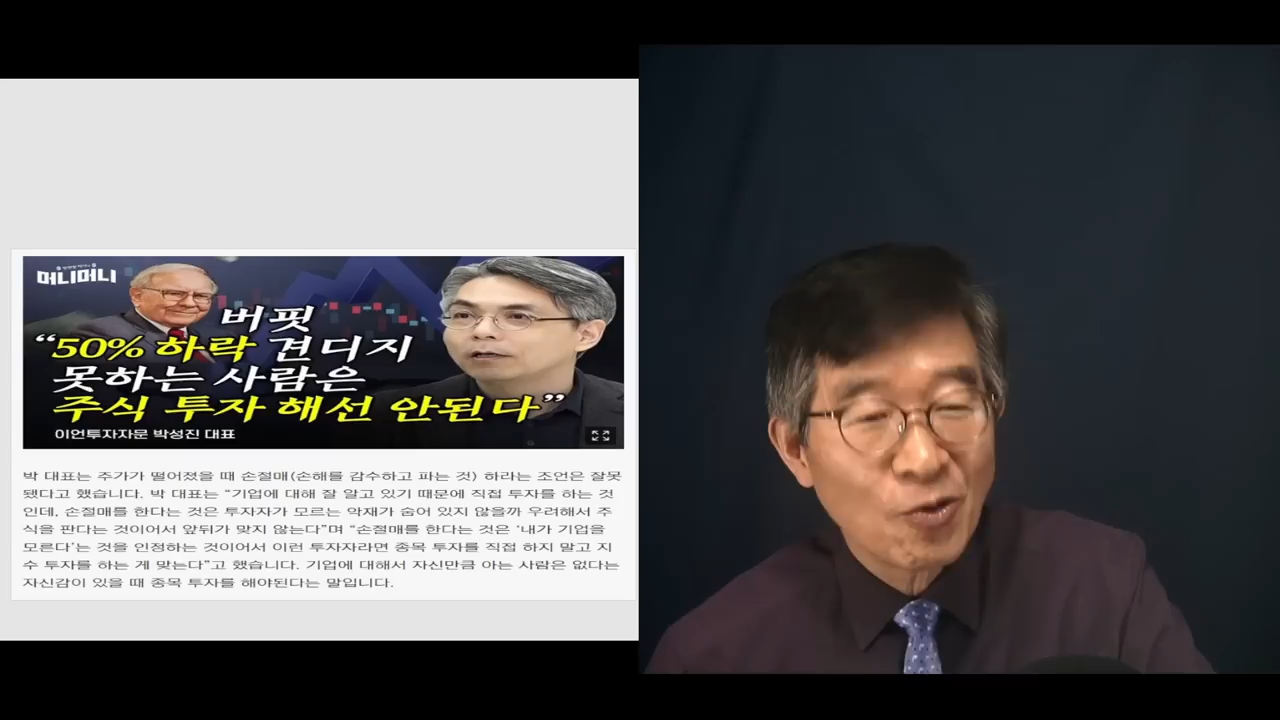 머니머니
버핏
“50% 하락 견디지
못하는 사람은
주식 투자 해선 안된다”
이언투자자문 박성진 대표
박 대표는 주가가 떨어졌을 때 손절매(손해를 감수하고 파는 것) 하라는 조언은 잘못
됐다고 했습니다. 박 대표는 “기업에 대해 잘 알고 있기 때문에 직접 투자를 하는 것
인데, 손절매를 한다는 것은 투자자가 모르는 악재가 숨어 있지 않을까 우려해서 주
식을 판다는 것이어서 앞뒤가 맞지 않는다”며 “손절매를 한다는 것은 ‘내가 기업을
모른다’는 것을 인정하는 것이어서 이런 투자자라면 종목 투자를 직접 하지 말고 지
수 투자를 하는 게 맞는다”고 했습니다. 기업에 대해서 자신만큼 아는 사람은 없다는
자신감이 있을 때 종목 투자를 해야된다는 말입니다.